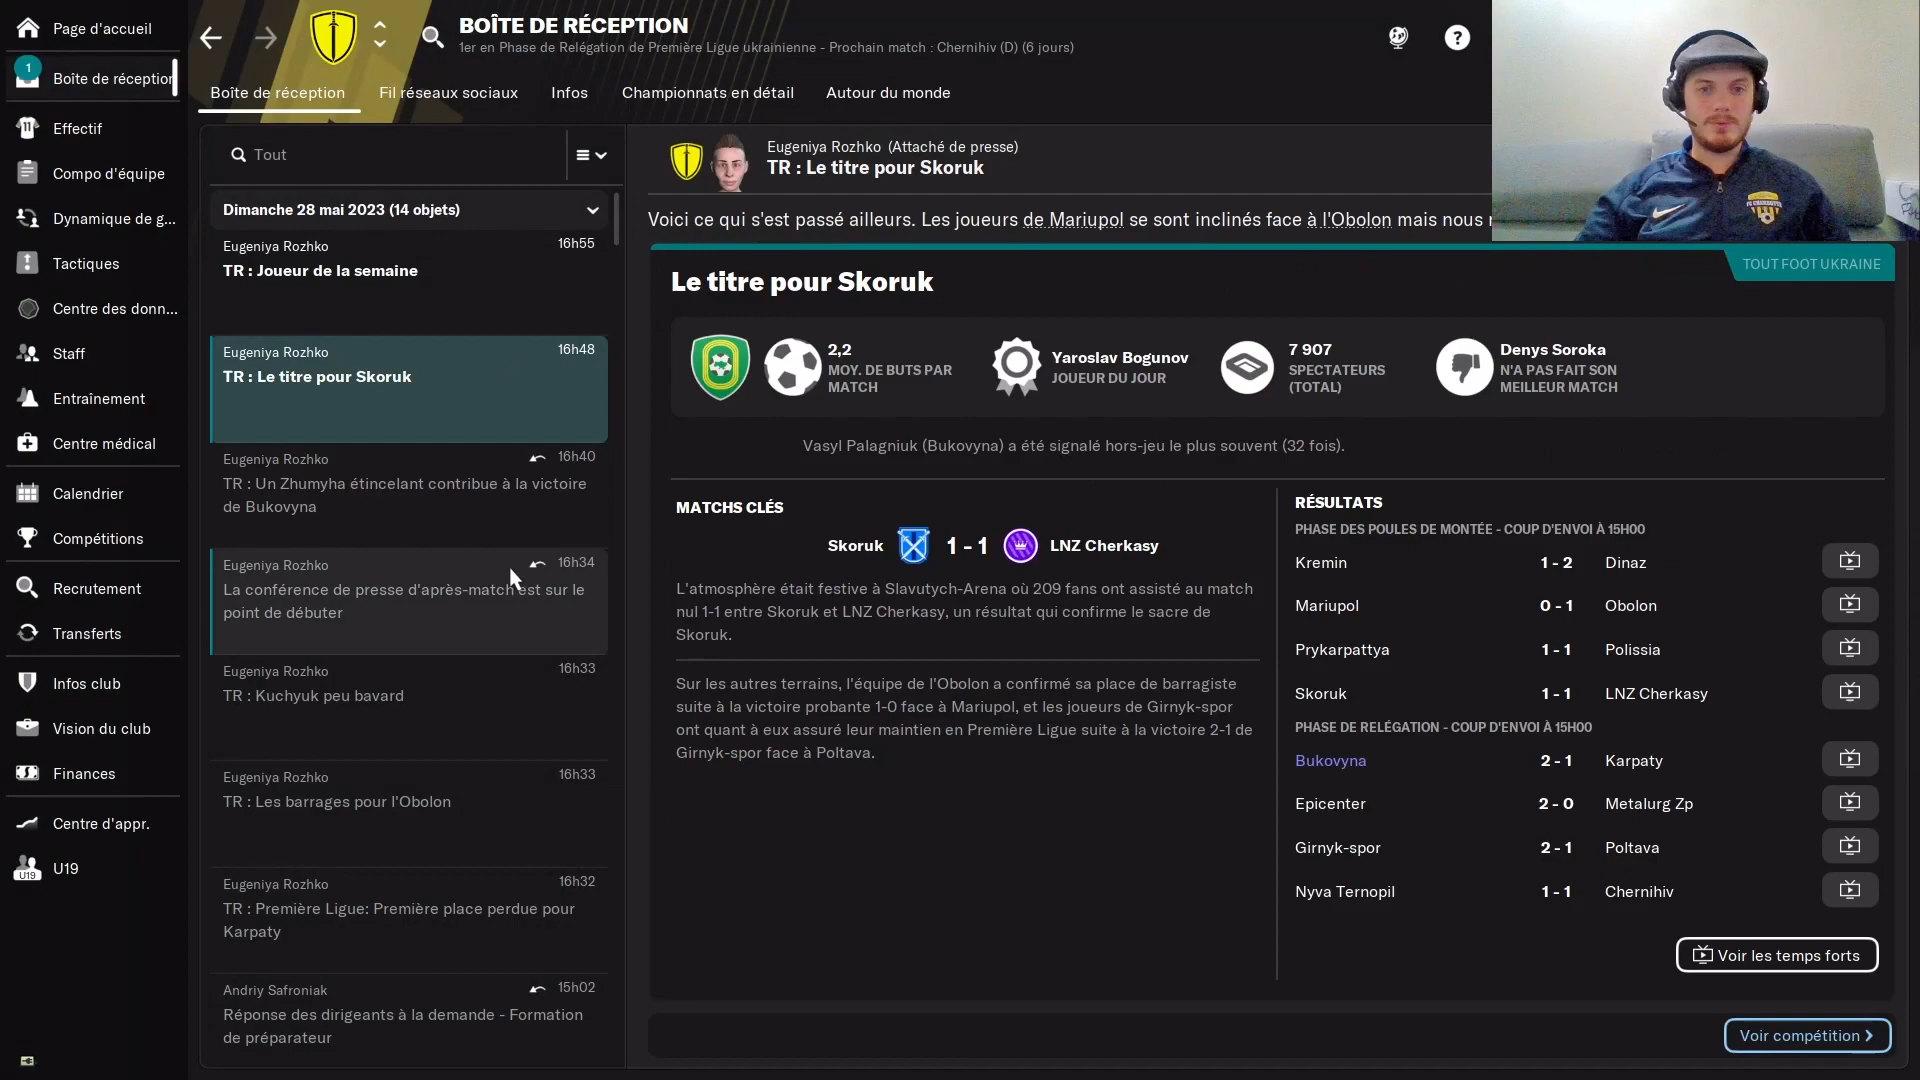 Page d'accueil
1
Boîte de réception
Effectif
Compo d'équipe
Dynamique de g...
Tactiques
Centre des donn...
Staff
Entraînement
Centre médical
Calendrier
Compétitions
Recrutement
Transferts
Infos club
Vision du club
Finances
Centre d'appr.
U19
U19
BOÎTE DE RÉCEPTION
1er en Phase de Relégation de Première Ligue ukrainienne - Prochain match : Chernihiv (D) (6 jours)
?
Boîte de réception
Fil réseaux sociaux
Infos
Championnats en détail
Autour du monde
Tout
Dimanche 28 mai 2023 (14 objets)
Eugeniya Rozhko 16h55
TR : Joueur de la semaine
Eugeniya Rozhko 16h48
TR : Le titre pour Skoruk
Eugeniya Rozhko 16h40
TR : Un Zhumyha étincelant contribue à la victoire
de Bukovyna
Eugeniya Rozhko 16h34
La conférence de presse d'après-match est sur le
point de débuter
Eugeniya Rozhko 16h33
TR : Kuchyuk peu bavard
Eugeniya Rozhko 16h33
TR : Les barrages pour l'Obolon
Eugeniya Rozhko 16h32
TR : Première Ligue: Première place perdue pour
Karpaty
Andriy Safroniak 15h02
Réponse des dirigeants à la demande - Formation
de préparateur
Eugeniya Rozhko (Attaché de presse)
TR : Le titre pour Skoruk
Voici ce qui s'est passé ailleurs. Les joueurs de Mariupol se sont inclinés face à l'Obolon mais nous
TOUT FOOT UKRAINE
Le titre pour Skoruk
2,2
MOY. DE BUTS PAR
MATCH
Yaroslav Bogunov
JOUEUR DU JOUR
7 907
SPECTATEURS
(TOTAL)
Denys Soroka
N'A PAS FAIT SON
MEILLEUR MATCH
Vasyl Palagniuk (Bukovyna) a été signalé hors-jeu le plus souvent (32 fois).
MATCHS CLÉS
Skoruk 1 - 1 LNZ Cherkasy
L'atmosphère était festive à Slavutych-Arena où 209 fans ont assisté au match
nul 1-1 entre Skoruk et LNZ Cherkasy, un résultat qui confirme le sacre de
Skoruk.
Sur les autres terrains, l'équipe de l'Obolon a confirmé sa place de barragiste
suite à la victoire probante 1-0 face à Mariupol, et les joueurs de Girnyk-spor
ont quant à eux assuré leur maintien en Première Ligue suite à la victoire 2-1 de
Girnyk-spor face à Poltava.
RÉSULTATS
PHASE DES POULES DE MONTÉE - COUP D'ENVOI À 15H00
Kremin 1 - 2 Dinaz
Mariupol 0 - 1 Obolon
Prykarpattya 1 - 1 Polissia
Skoruk 1 - 1 LNZ Cherkasy
PHASE DE RELÉGATION - COUP D'ENVOI À 15H00
Bukovyna 2 - 1 Karpaty
Epicenter 2 - 0 Metalurg Zp
Girnyk-spor 2 - 1 Poltava
Nyva Ternopil 1 - 1 Chernihiv
Voir les temps forts
Voir compétition